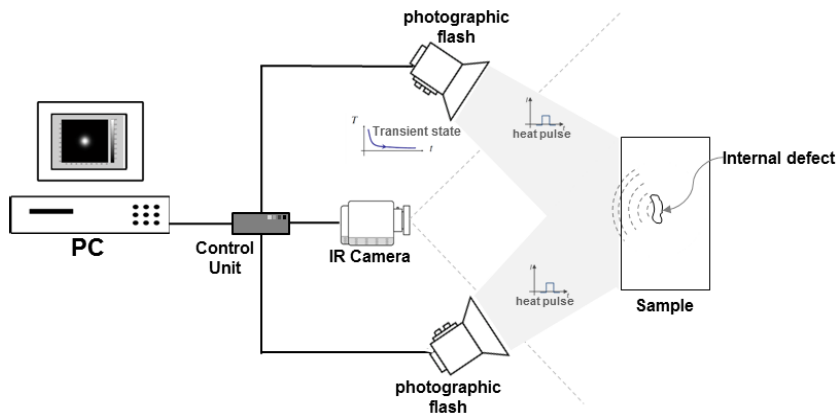 photographic
flash
T
Transient state
t
I
heat pulse
t
Internal defect
PC
Control
Unit
IR Camera
I
heat pulse
t
Sample
photographic
flash